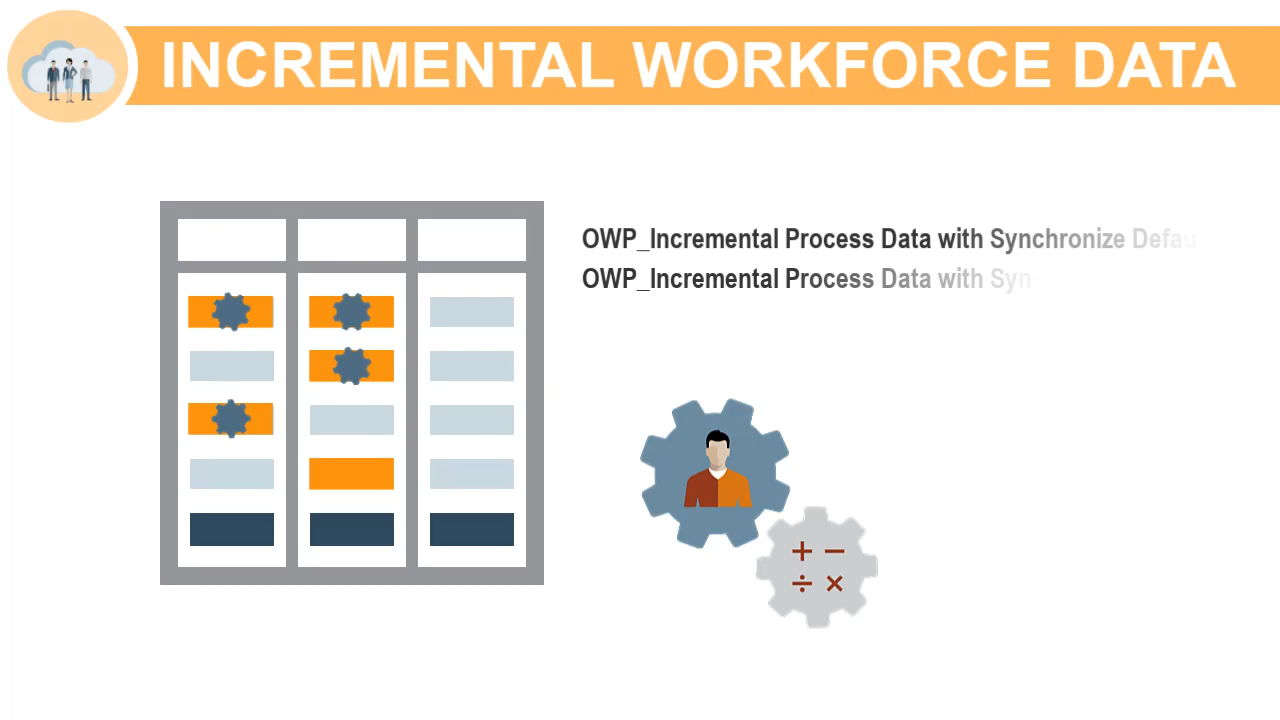 INCREMENTAL WORKFORCE DATA
OWP_Incremental Process Data with Synchronize
OWP_Incremental Process Data with
+ −
÷ ×